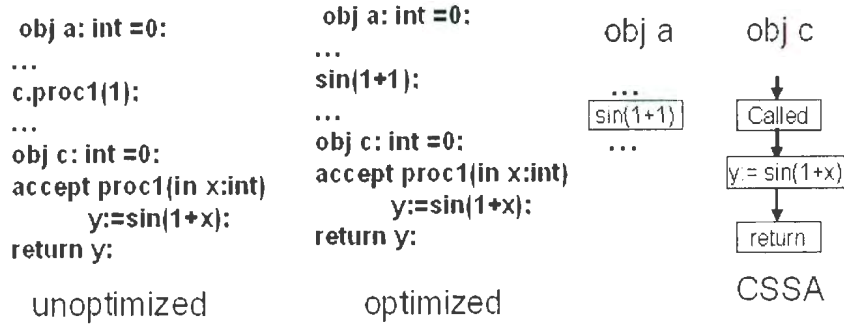 obj a: int =0:
...
c.proc1(1):
...
obj c: int =0:
accept proc1(in x:int)
y:=sin(1+x):
return y:
unoptimized
obj a: int =0:
...
sin(1+1):
...
obj c: int =0:
accept proc1(in x:int)
y:=sin(1+x):
return y:
optimized
obj a
...
sin(1+1)
...
obj c
Called
y:= sin(1+x)
return
CSSA